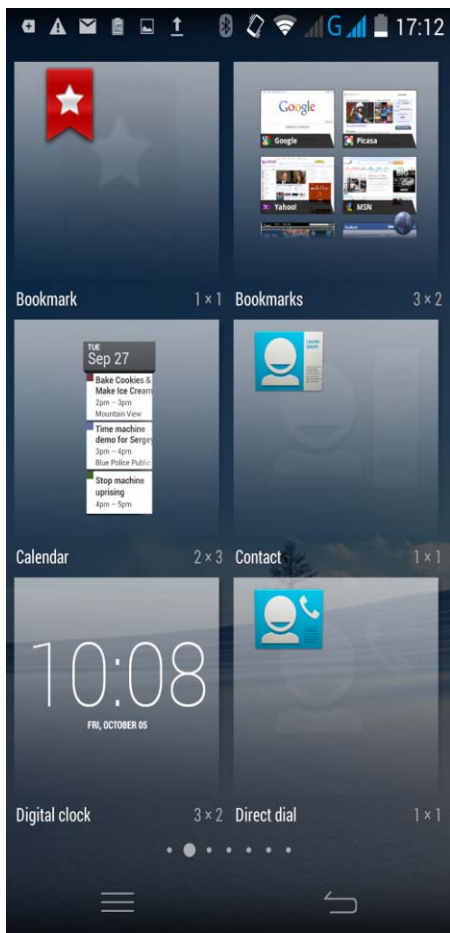 G 17:12
Google
Google Picasa
Yahoo! MSN
Bookmark 1 × 1 Bookmarks 3 × 2
TUE
Sep 27
Bake Cookies &
Make Ice Cream
2pm – 3pm
Mountain View
Time machine
demo for Sergey
3pm – 4pm
Blue Police Public
Stop machine
uprising
4pm – 5pm
Lorem
Ipsum
Calendar 2 × 3 Contact 1 × 1
10:08
FRI, OCTOBER 05
Digital clock 3 × 2 Direct dial 1 × 1